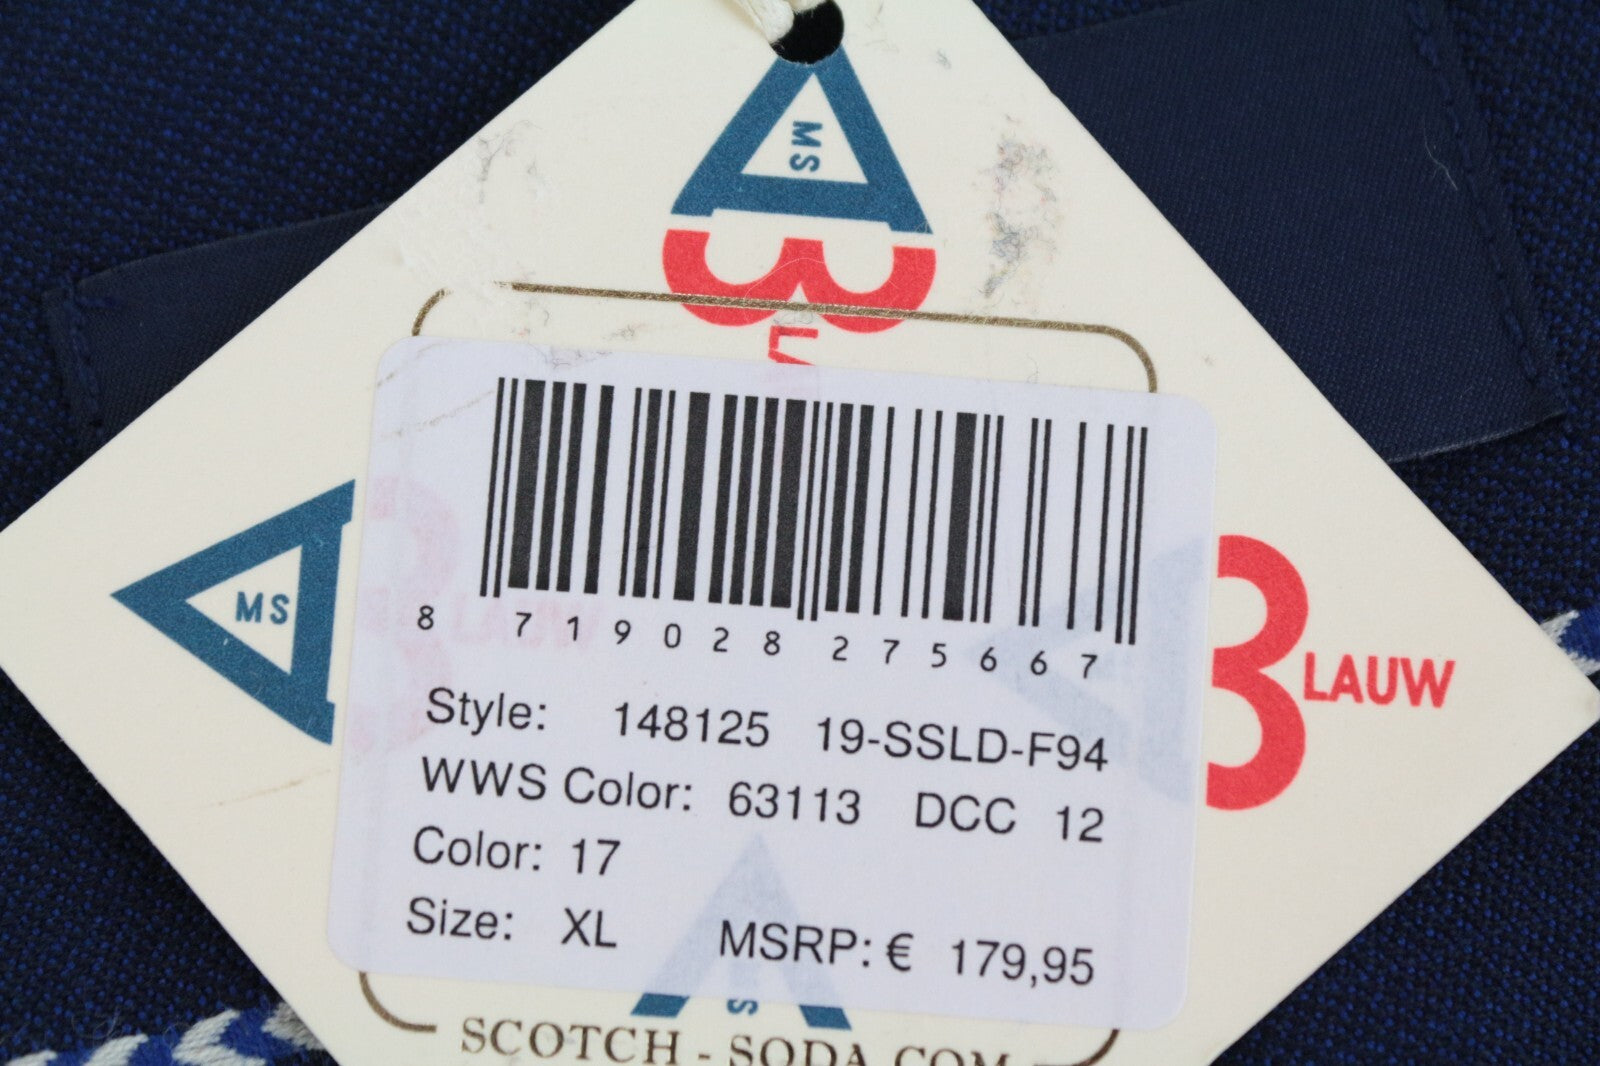 MS
LA
MS
LAUW
8 719028 275667
Style: 148125 19-SSLD-F94
WWS Color: 63113 DCC 12
Color: 17
Size: XL MSRP: € 179,95
S
SCOTCH - SODA.COM